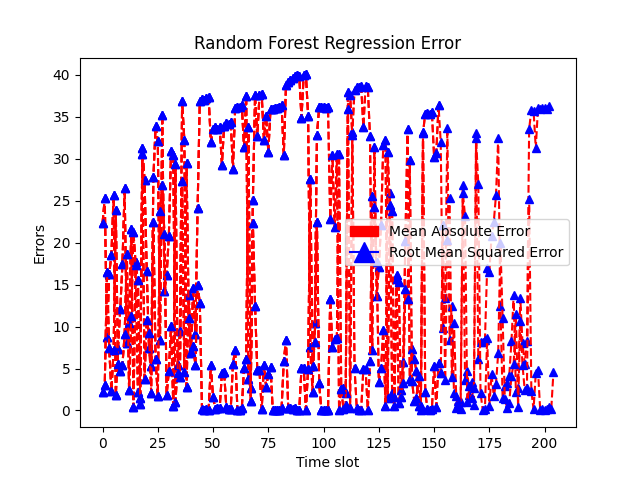 Random Forest Regression Error
40
35
30
25
20
15
10
5
0
Errors
Mean Absolute Error
Root Mean Squared Error
0 25 50 75 100 125 150 175 200
Time slot